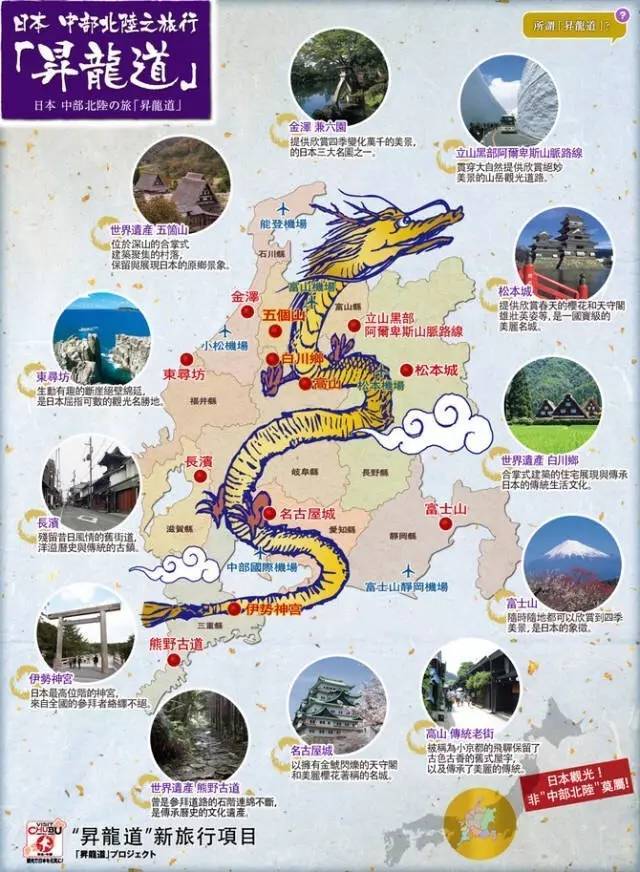 日本 中部北陸之旅行
「昇龍道」
日本 中部北陸の旅「昇龍道」
所謂「昇龍道」?
?
金澤 兼六園
提供欣賞四季變化萬千的美景,
的日本三大名園之一。
立山黑部阿爾卑斯山脈路線
貫穿大自然提供欣賞絕妙
美景的山岳觀光道路。
世界遺產 五箇山
位於深山的合掌式
建築聚集的村落,
保留與展現日本的原鄉景象。
松本城
提供欣賞春天的櫻花和天守閣
雄壯英姿等,是一國寶級的
美麗名城。
東尋坊
生動有趣的斷崖絕壁綿延,
是日本屈指可數的觀光名勝地。
世界遺產 白川鄉
合掌式建築的住宅展現與傳承
日本的傳統生活文化。
長濱
殘留昔日風情的舊街道,
洋溢歷史與傳統的古鎮。
富士山
隨時隨地都可以欣賞到四季
美景,是日本的象徵。
伊勢神宮
日本最高位階的神宮,
來自全國的參拜者絡繹不絕。
世界遺產 熊野古道
曾是參拜道路的石階連綿不斷,
是傳承歷史的文化遺產。
名古屋城
以擁有金鯱閃爍的天守閣
和美麗櫻花著稱的名城。
高山 傳統老街
被稱為小京都的飛驒保留了
古色古香的舊式屋宇,
以及傳承了美麗的傳統。
能登機場
石川縣
富山機場
富山縣
金澤
五個山
立山黑部
阿爾卑斯山脈路線
小松機場
白川鄉
東尋坊
高山
松本機場
松本城
福井縣
長濱
岐阜縣
長野縣
名古屋城
富士山
滋賀縣
愛知縣
靜岡縣
中部國際機場
富士山靜岡機場
伊勢神宮
三重縣
熊野古道
日本觀光!
非"中部北陸"莫屬!
VISIT
CHUBU
"昇龍道"新旅行項目
「昇龍道」プロジェクト